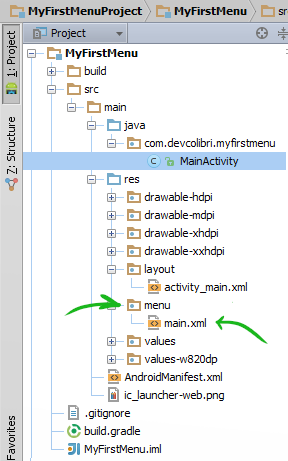 MyFirstMenuProject MyFirstMenu sr
1: Project
Project
MyFirstMenu
build
src
main
java
com.devcolibri.myfirstmenu
MainActivity
res
drawable-hdpi
drawable-mdpi
drawable-xhdpi
drawable-xxhdpi
layout
activity_main.xml
menu
main.xml
values
values-w820dp
AndroidManifest.xml
ic_launcher-web.png
.gitignore
build.gradle
MyFirstMenu.iml
Z: Structure
Favorites